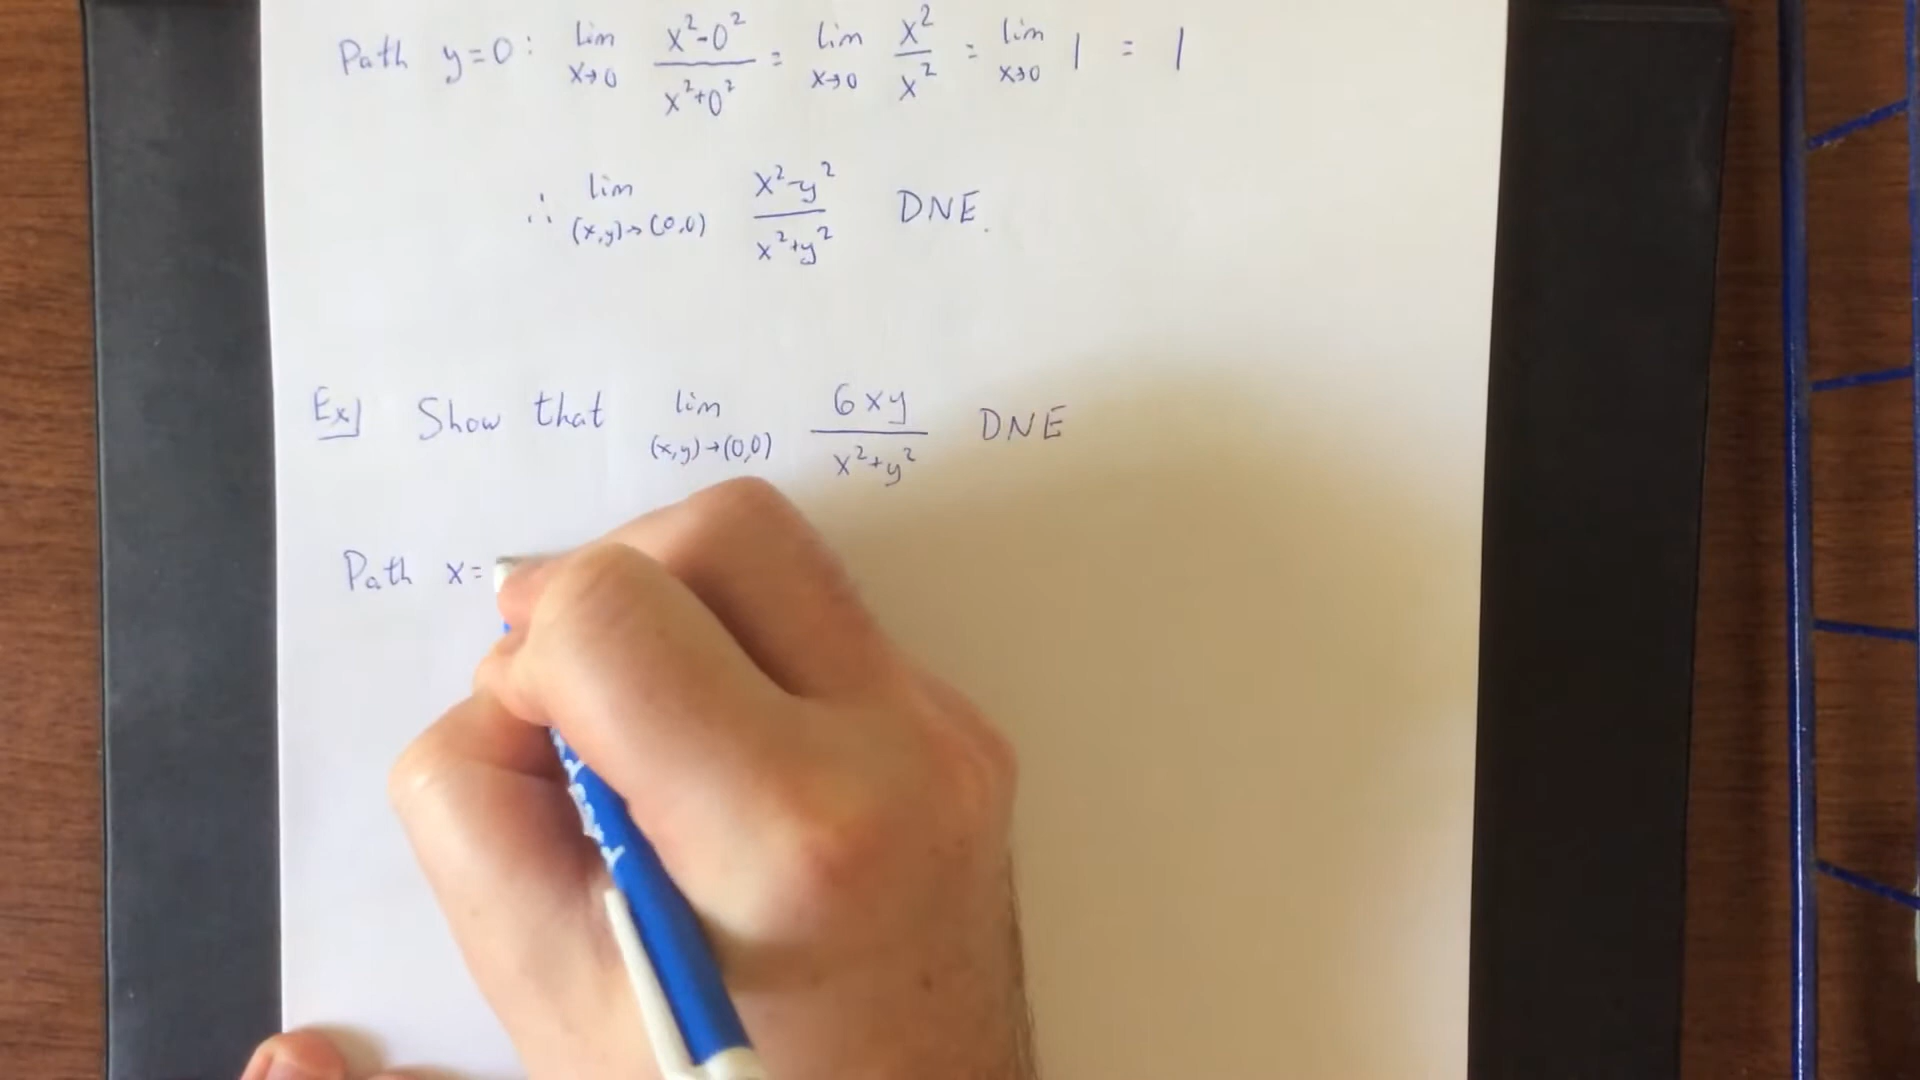 Path y=0: lim x→0 x²-0²/x²+0² = lim x→0 x²/x² = lim x→0 1 = 1
∴ lim (x,y)→(0,0) x²-y²/x²+y² DNE.
Ex] Show that lim (x,y)→(0,0) 6xy/x²+y² DNE
Path x=